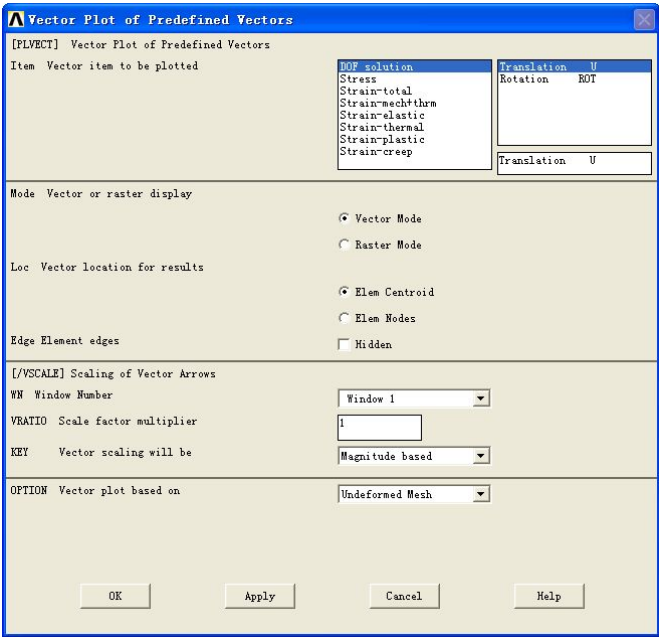 Vector Plot of Predefined Vectors
[PLVECT] Vector Plot of Predefined Vectors
Item Vector item to be plotted
DOF solution
Stress
Strain-total
Strain-mech+thrm
Strain-elastic
Strain-thermal
Strain-plastic
Strain-creep
Translation U
Rotation ROT
Translation U
Mode Vector or raster display
Vector Mode
Raster Mode
Loc Vector location for results
Elem Centroid
Elem Nodes
Edge Element edges
Hidden
[/VSCALE] Scaling of Vector Arrows
WN Window Number
Window 1
VRATIO Scale factor multiplier
1
KEY Vector scaling will be
Magnitude based
OPTION Vector plot based on
Undeformed Mesh
OK Apply Cancel Help